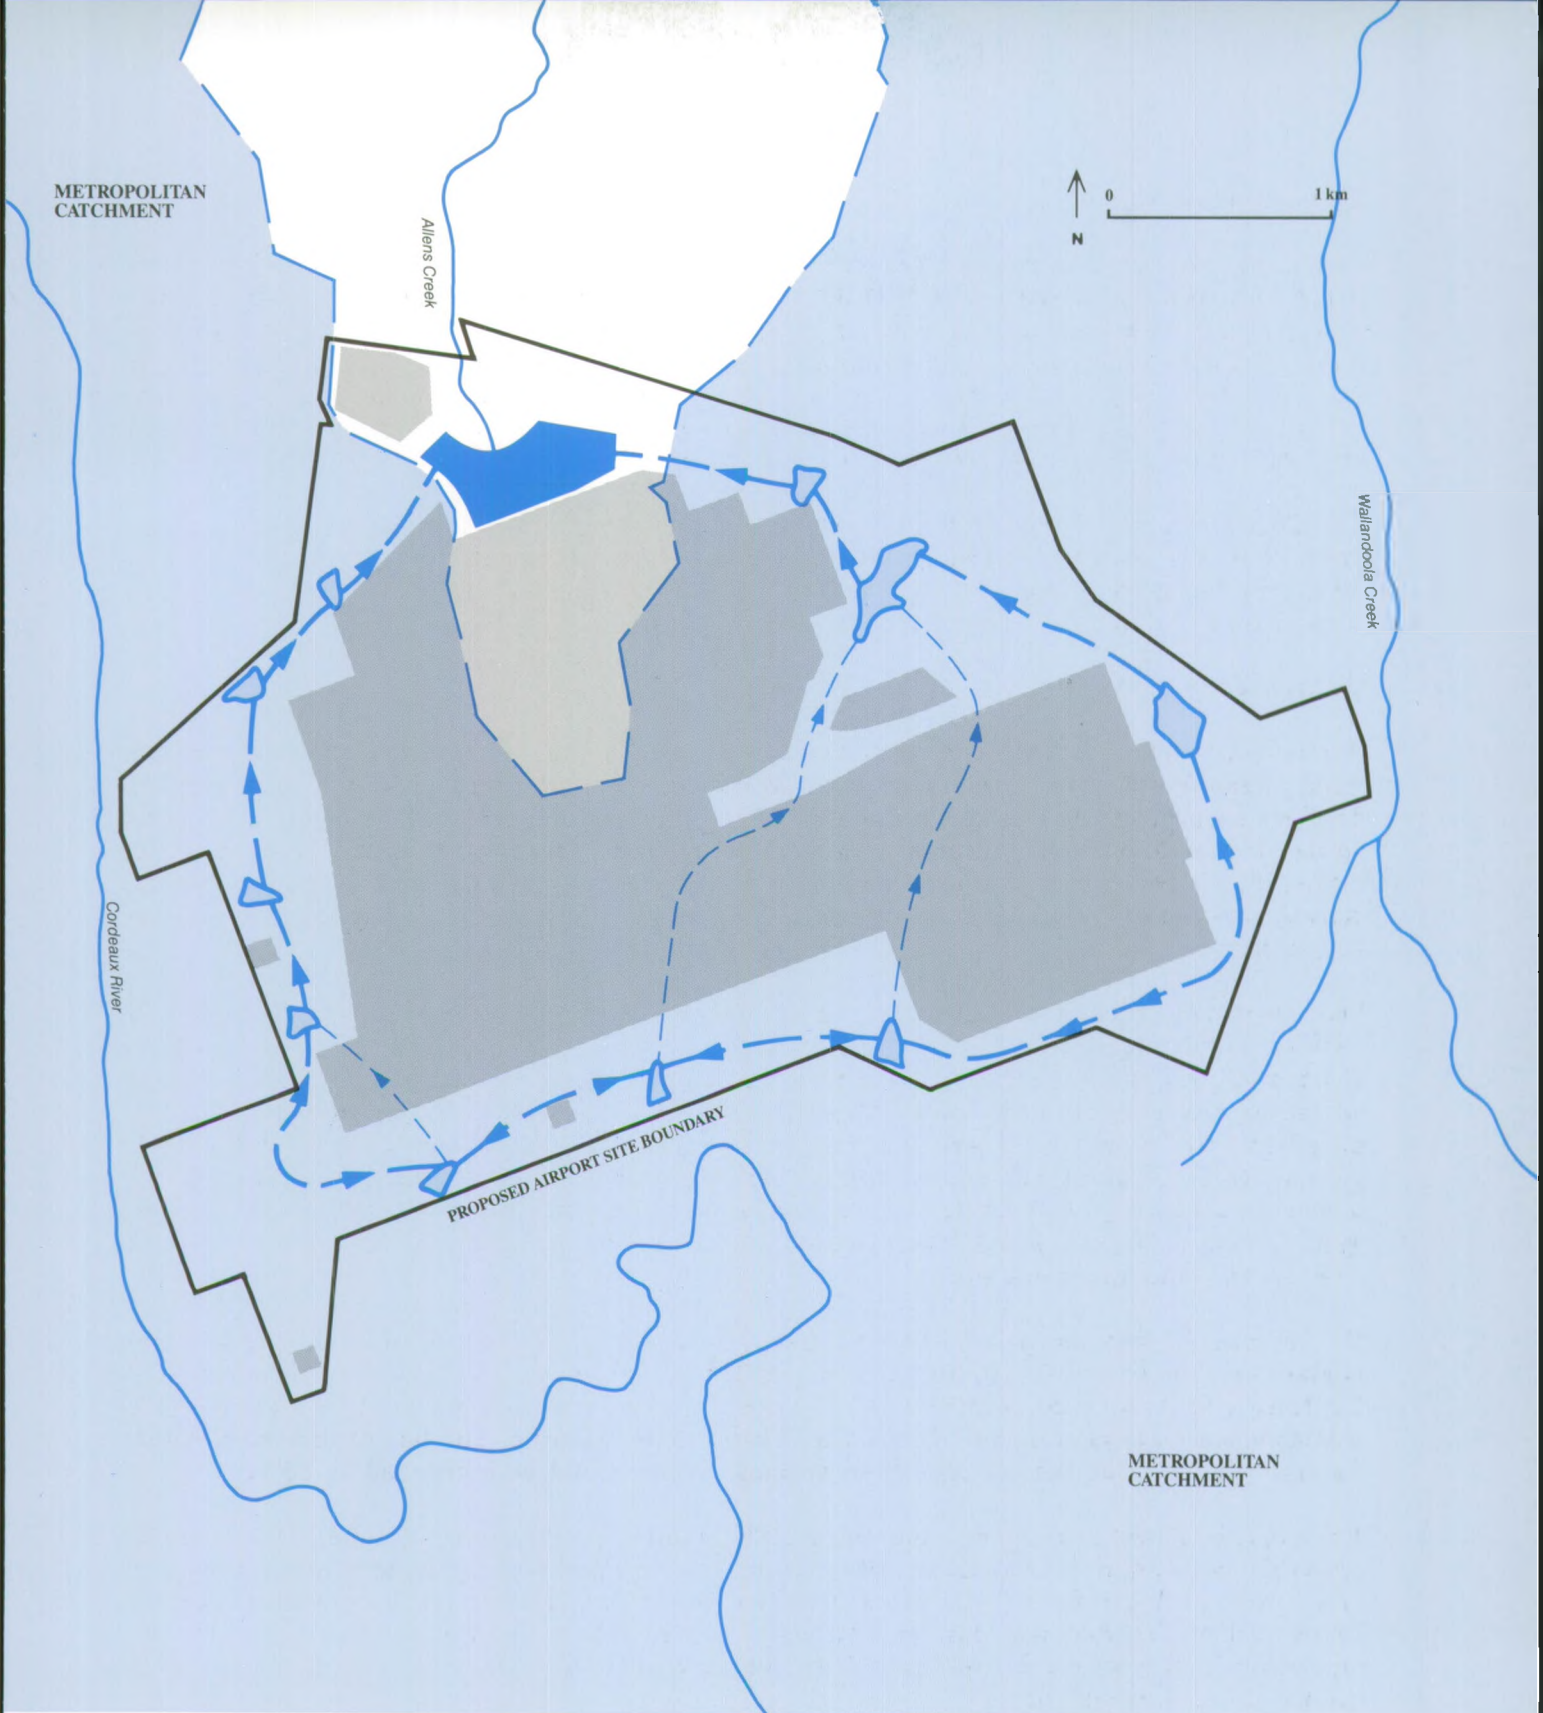 METROPOLITAN
CATCHMENT
0 1 km
N
Allens Creek
Wallandoola Creek
Cordeaux River
PROPOSED AIRPORT SITE BOUNDARY
METROPOLITAN
CATCHMENT